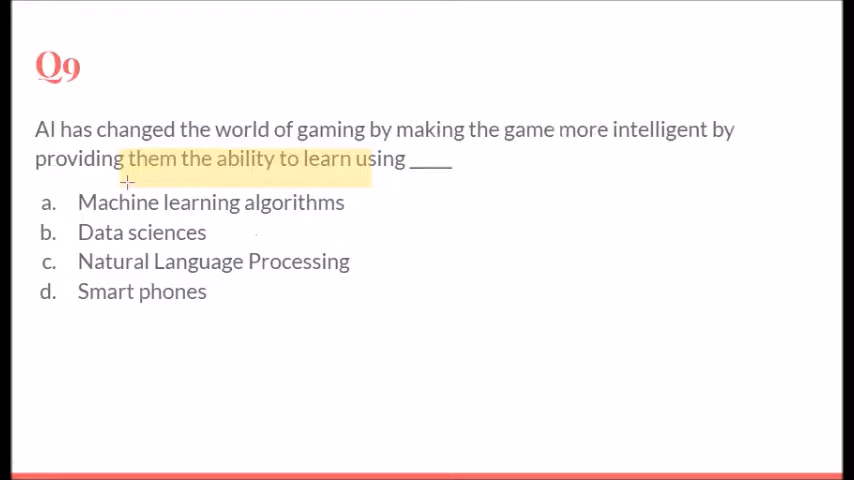 Q9
AI has changed the world of gaming by making the game more intelligent by
providing them the ability to learn using ____
a. Machine learning algorithms
b. Data sciences
c. Natural Language Processing
d. Smart phones